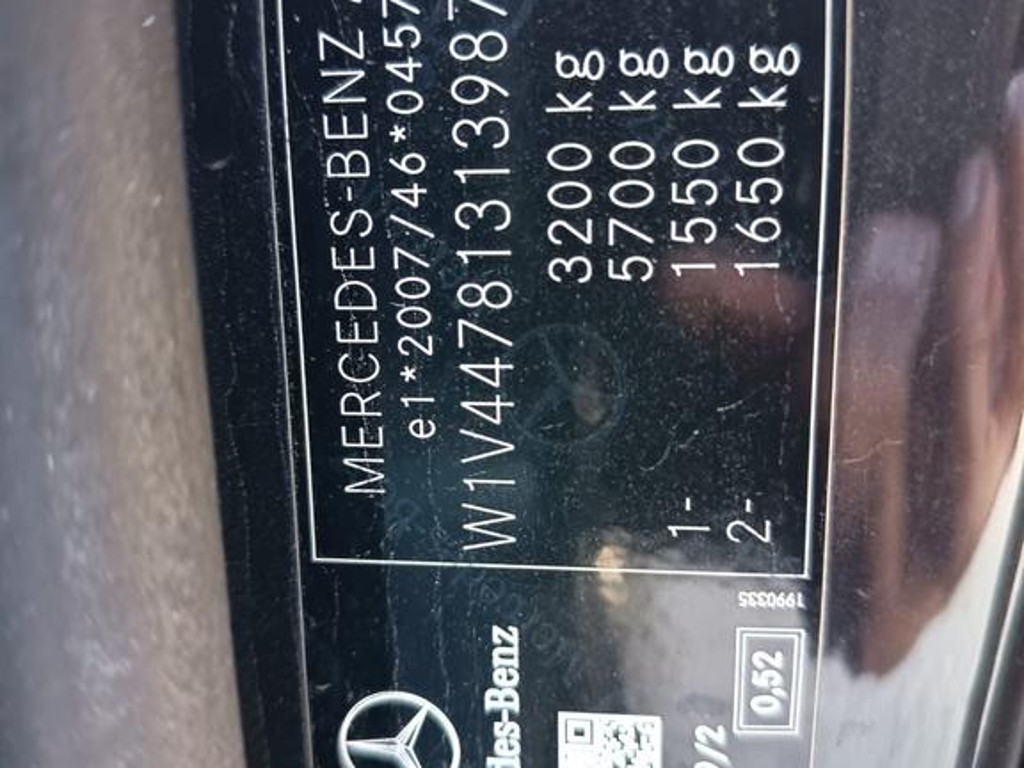 MERCEDES-BENZ
e1*2007/46*0457
W1V44781313987
3200 kg
5700 kg
1- 1550 kg
2- 1650 kg
1990335
des-Benz
0,52